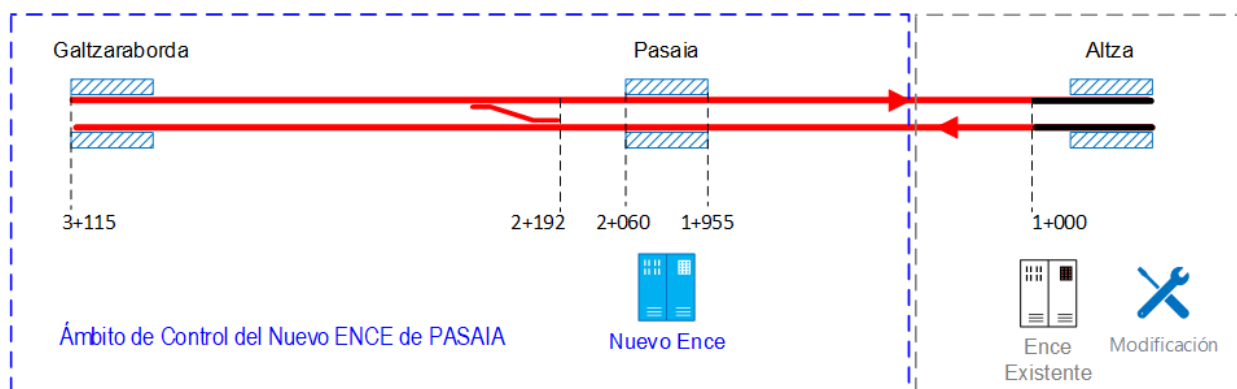 Galtzaraborda
Pasaia
Altza
3+115
2+192
2+060
1+955
1+000
Ámbito de Control del Nuevo ENCE de PASAIA
Nuevo Ence
Ence
Existente
Modificación